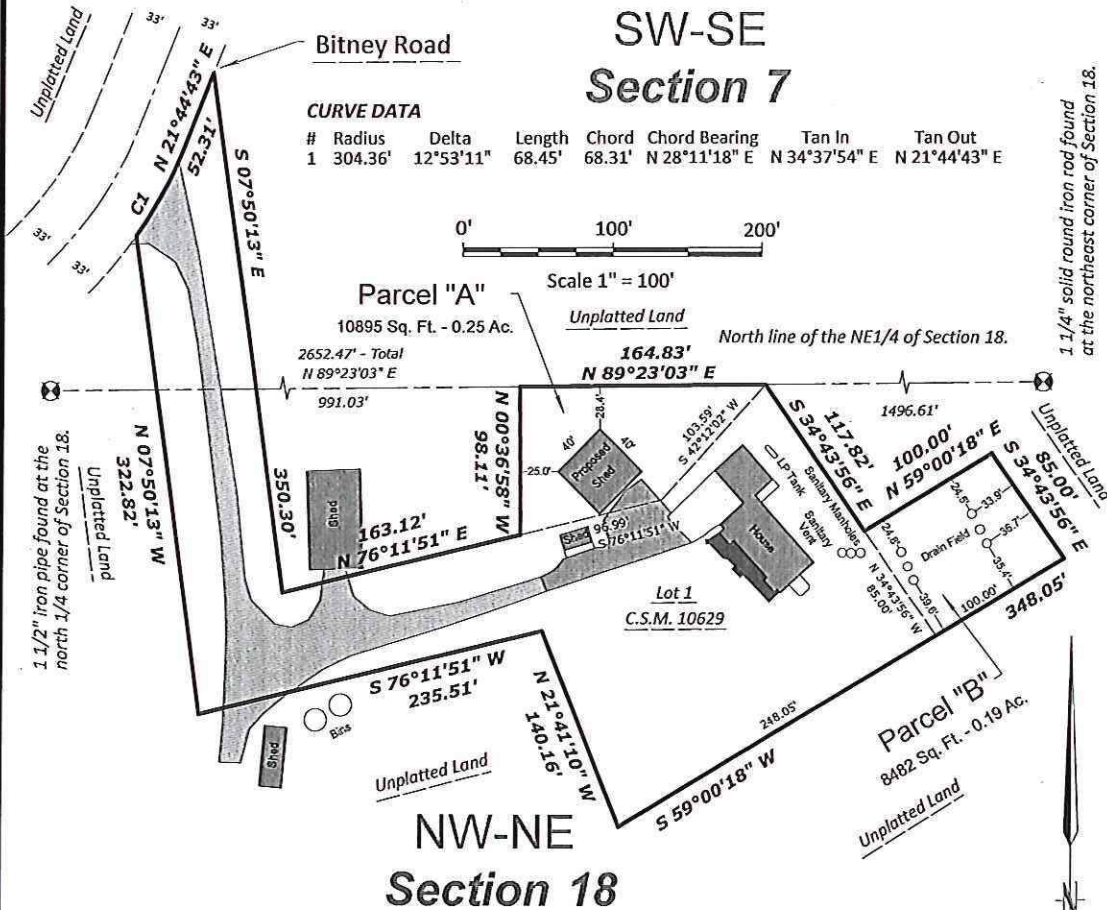 SW-SE
Section 7
Bitney Road
Unplatted Land
33'
33'
33'
33'
N 21°44'43" E
52.31'
C1
CURVE DATA
# Radius Delta Length Chord Chord Bearing Tan In Tan Out
1 304.36' 12°53'11" 68.45' 68.31' N 28°11'18" E N 34°37'54" E N 21°44'43" E
0' 100' 200'
Scale 1" = 100'
S 07°50'13" E
350.30'
Parcel "A"
10895 Sq. Ft. - 0.25 Ac.
Unplatted Land
2652.47' - Total
N 89°23'03" E
991.03'
164.83'
N 89°23'03" E
North line of the NE1/4 of Section 18.
1496.61'
1 1/4" solid round iron rod found
at the northeast corner of Section 18.
1 1/2" iron pipe found at the
north 1/4 corner of Section 18.
Unplatted Land
N 07°50'13" W
322.82'
N 00°36'58" W
98.11'
28.4'
40'
40'
25.0'
Proposed
Shed
103.59'
S 42°12'02" W
Shed
163.12'
N 76°11'51" E
Shed
96.99'
S 76°11'51" W
LP Tank
Sanitary Manholes
Sanitary
Vent
House
S 34°43'56" E
117.82'
100.00'
N 59°00'18" E
Unplatted Land
85.00'
S 34°43'56" E
24.5'
33.9'
36.7'
24.8'
Drain Field
35.4'
39.6'
N 34°43'56" W
85.00'
100.00'
348.05'
Lot 1
C.S.M. 10629
S 76°11'51" W
235.51'
Bins
Shed
N 21°41'10" W
140.16'
248.05'
S 59°00'18" W
Parcel "B"
8482 Sq. Ft. - 0.19 Ac.
Unplatted Land
Unplatted Land
NW-NE
Section 18
N